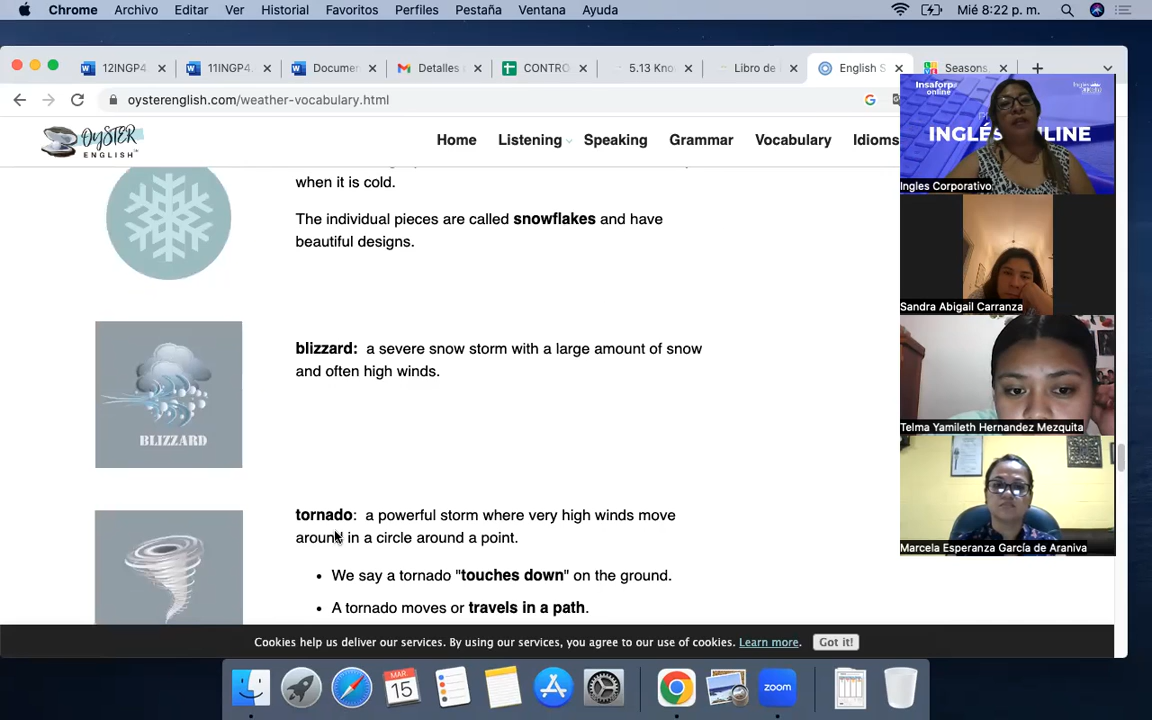 Chrome Archivo Editar Ver Historial Favoritos Perfiles Pestaña Ventana Ayuda Mié 8:22 p. m.
12INGP4 11INGP4. Documen Detalles CONTRO 5.13 Kno Libro de English S Seasons,
oysterenglish.com/weather-vocabulary.html
Insaforp online
INGLÉS ONLINE
Ingles Corporativo
OYSTER
ENGLISH
Home Listening Speaking Grammar Vocabulary Idioms
when it is cold.
The individual pieces are called snowflakes and have
beautiful designs.
Sandra Abigail Carranza
blizzard: a severe snow storm with a large amount of snow
and often high winds.
BLIZZARD
Telma Yamileth Hernandez Mezquita
tornado: a powerful storm where very high winds move
around in a circle around a point.
Marcela Esperanza García de Araniva
• We say a tornado "touches down" on the ground.
• A tornado moves or travels in a path.
Cookies help us deliver our services. By using our services, you agree to our use of cookies. Learn more. Got it!
MAR.
15
zoom